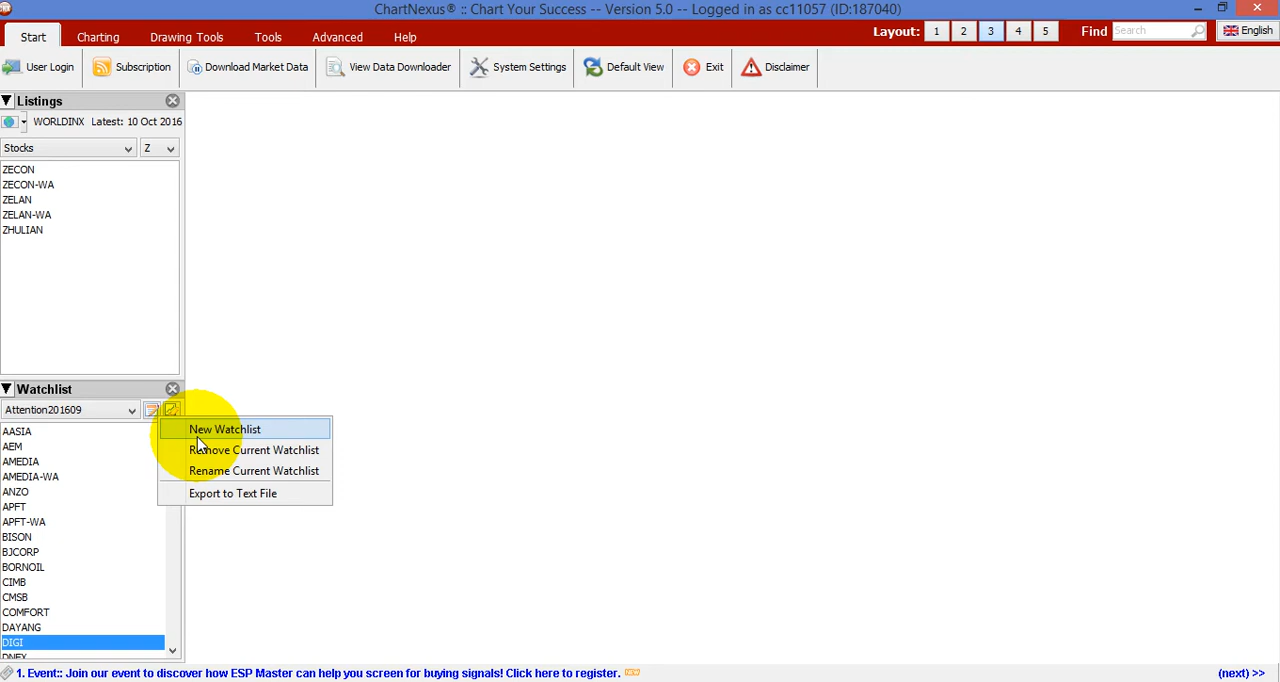 ChartNexus® :: Chart Your Success -- Version 5.0 -- Logged in as cc11057 (ID:187040)
Start Charting Drawing Tools Tools Advanced Help Layout: 1 2 3 4 5 Find Search English
User Login Subscription Download Market Data View Data Downloader System Settings Default View Exit Disclaimer
Listings
WORLDINX Latest: 10 Oct 2016
Stocks Z
ZECON
ZECON-WA
ZELAN
ZELAN-WA
ZHULIAN
Watchlist
Attention201609
AASIA
AEM
AMEDIA
AMEDIA-WA
ANZO
APFT
APFT-WA
BISON
BJCORP
BORNOIL
CIMB
CMSB
COMFORT
DAYANG
DIGI
DNEX
New Watchlist
Remove Current Watchlist
Rename Current Watchlist
Export to Text File
1. Event:: Join our event to discover how ESP Master can help you screen for buying signals! Click here to register. NEW (next) >>